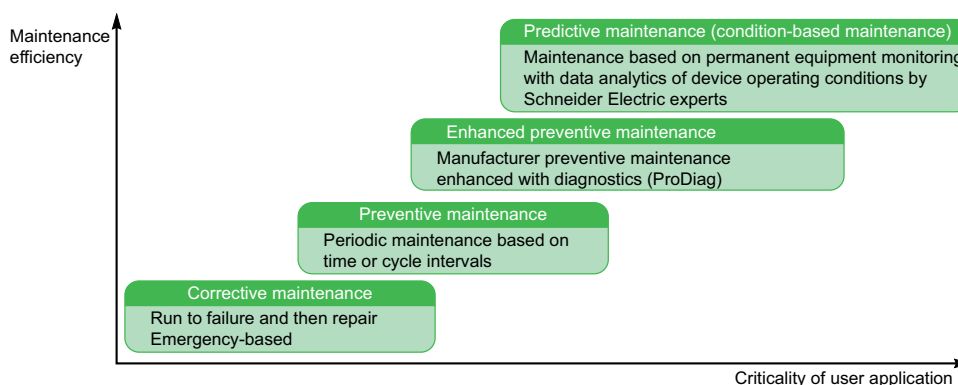 Maintenance
efficiency
Predictive maintenance (condition-based maintenance)
Maintenance based on permanent equipment monitoring
with data analytics of device operating conditions by
Schneider Electric experts
Enhanced preventive maintenance
Manufacturer preventive maintenance
enhanced with diagnostics (ProDiag)
Preventive maintenance
Periodic maintenance based on
time or cycle intervals
Corrective maintenance
Run to failure and then repair
Emergency-based
Criticality of user application